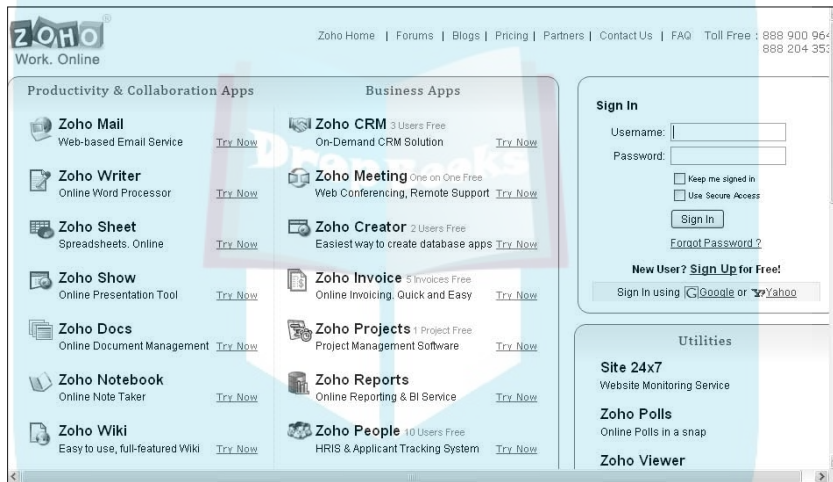 ZOHO
Work. Online
Zoho Home | Forums | Blogs | Pricing | Partners | Contact Us | FAQ Toll Free : 888 900 964
888 204 353
Productivity & Collaboration Apps
Zoho Mail
Web-based Email Service Try Now
Zoho Writer
Online Word Processor Try Now
Zoho Sheet
Spreadsheets. Online Try Now
Zoho Show
Online Presentation Tool Try Now
Zoho Docs
Online Document Management Try Now
Zoho Notebook
Online Note Taker Try Now
Zoho Wiki
Easy to use, full-featured Wiki Try Now
Business Apps
Zoho CRM 3 Users Free
On-Demand CRM Solution Try Now
Zoho Meeting One on One Free
Web Conferencing, Remote Support Try Now
Zoho Creator 2 Users Free
Easiest way to create database apps Try Now
Zoho Invoice 5 Invoices Free
Online Invoicing. Quick and Easy Try Now
Zoho Projects 1 Project Free
Project Management Software Try Now
Zoho Reports
Online Reporting & BI Service Try Now
Zoho People 10 Users Free
HRIS & Applicant Tracking System Try Now
DropBooks
Sign In
Username:
Password:
Keep me signed in
Use Secure Access
Sign In
Forgot Password ?
New User? Sign Up for Free!
Sign In using G Google or Y? Yahoo
Utilities
Site 24x7
Website Monitoring Service
Zoho Polls
Online Polls in a snap
Zoho Viewer